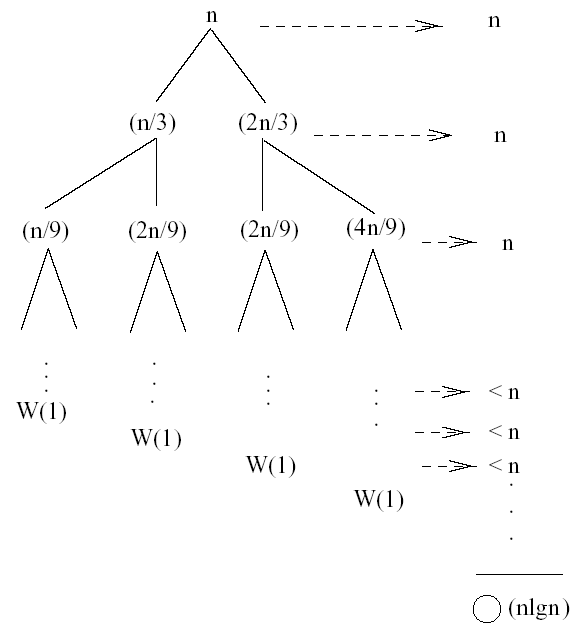 n n
(n/3) (2n/3) n
(n/9) (2n/9) (2n/9) (4n/9) n
< n
W(1)
< n
W(1)
W(1) < n
W(1)
O(nlgn)